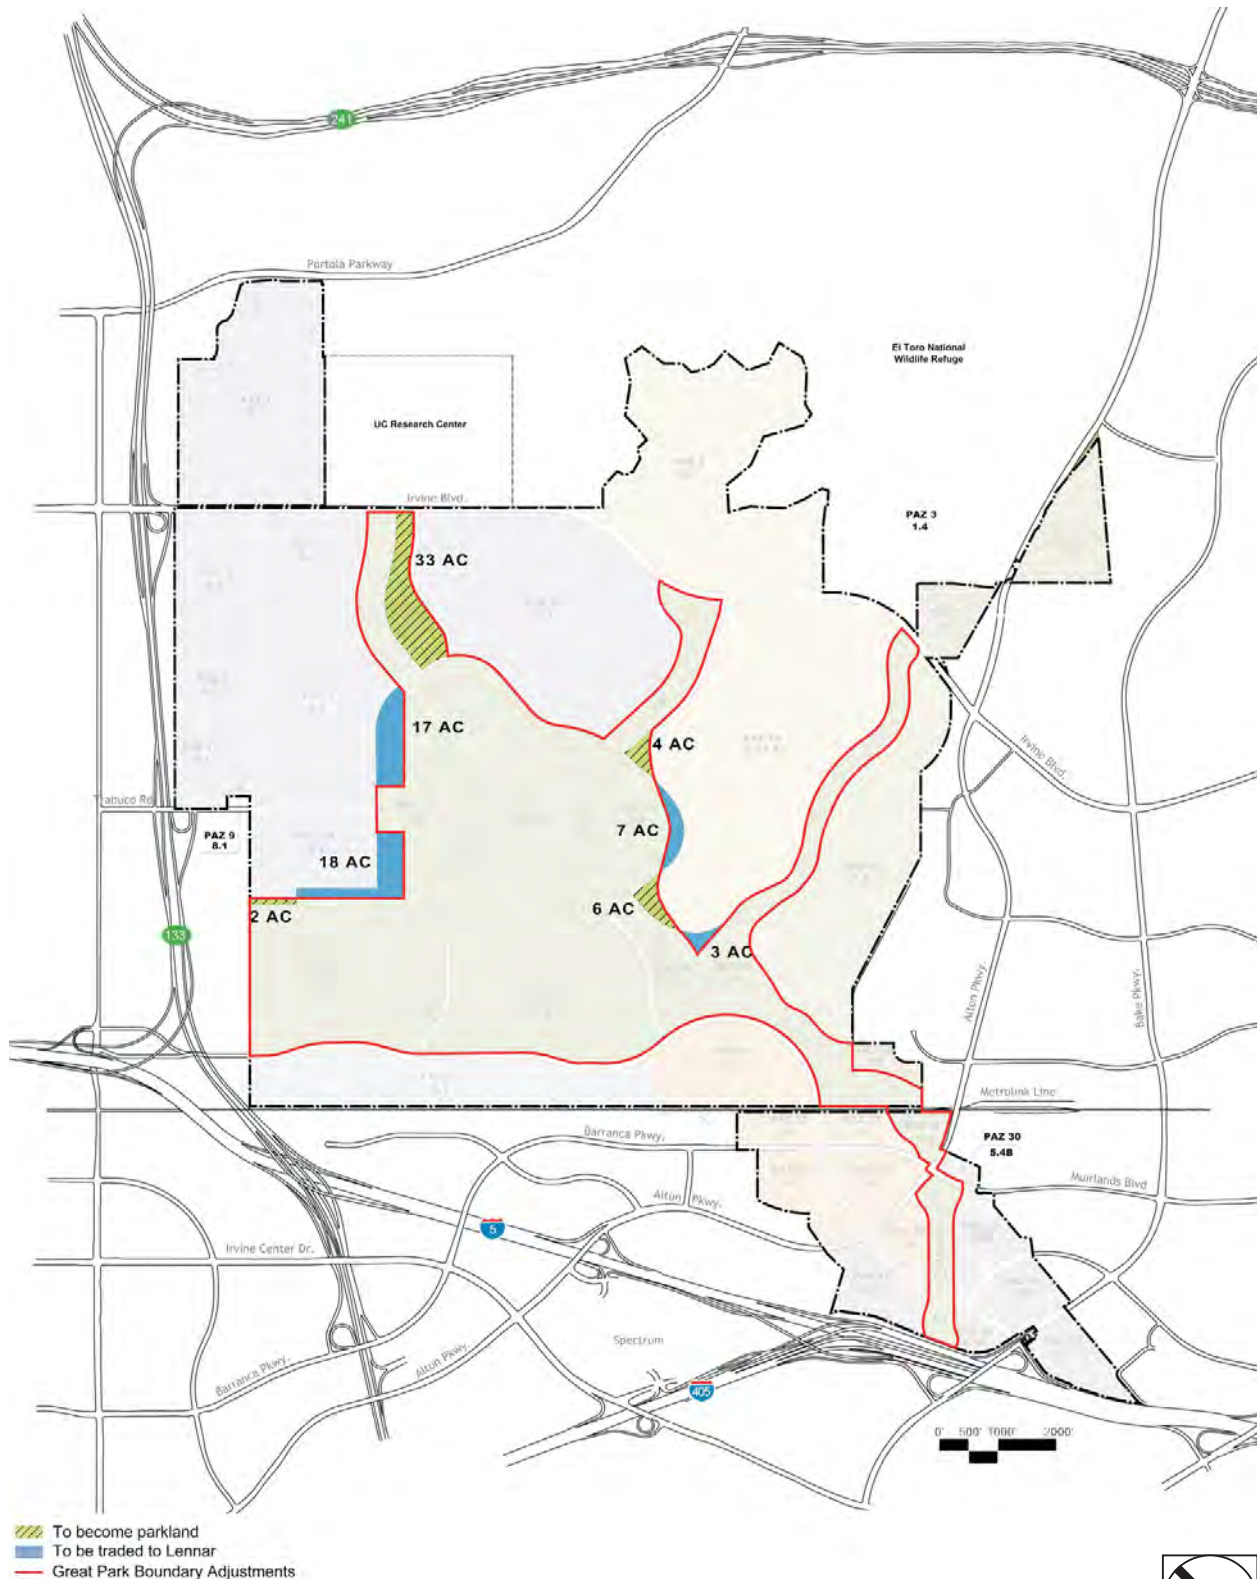 241
Portola Parkway
El Toro National
Wildlife Refuge
UC Research Center
Irvine Blvd.
PAZ 3
1.4
33 AC
17 AC
4 AC
Irvine Blvd.
Trabuco Rd
PAZ 9
8.1
7 AC
18 AC
6 AC
2 AC
133
3 AC
Alton Pkwy.
Bake Pkwy.
Metrolink Line
Barranca Pkwy.
PAZ 30
5.4B
Muirlands Blvd
Alton Pkwy.
5
Irvine Center Dr.
Spectrum
Barranca Pkwy.
Alton Pkwy.
405
0' 500' 1000' 2000'
To become parkland
To be traded to Lennar
Great Park Boundary Adjustments